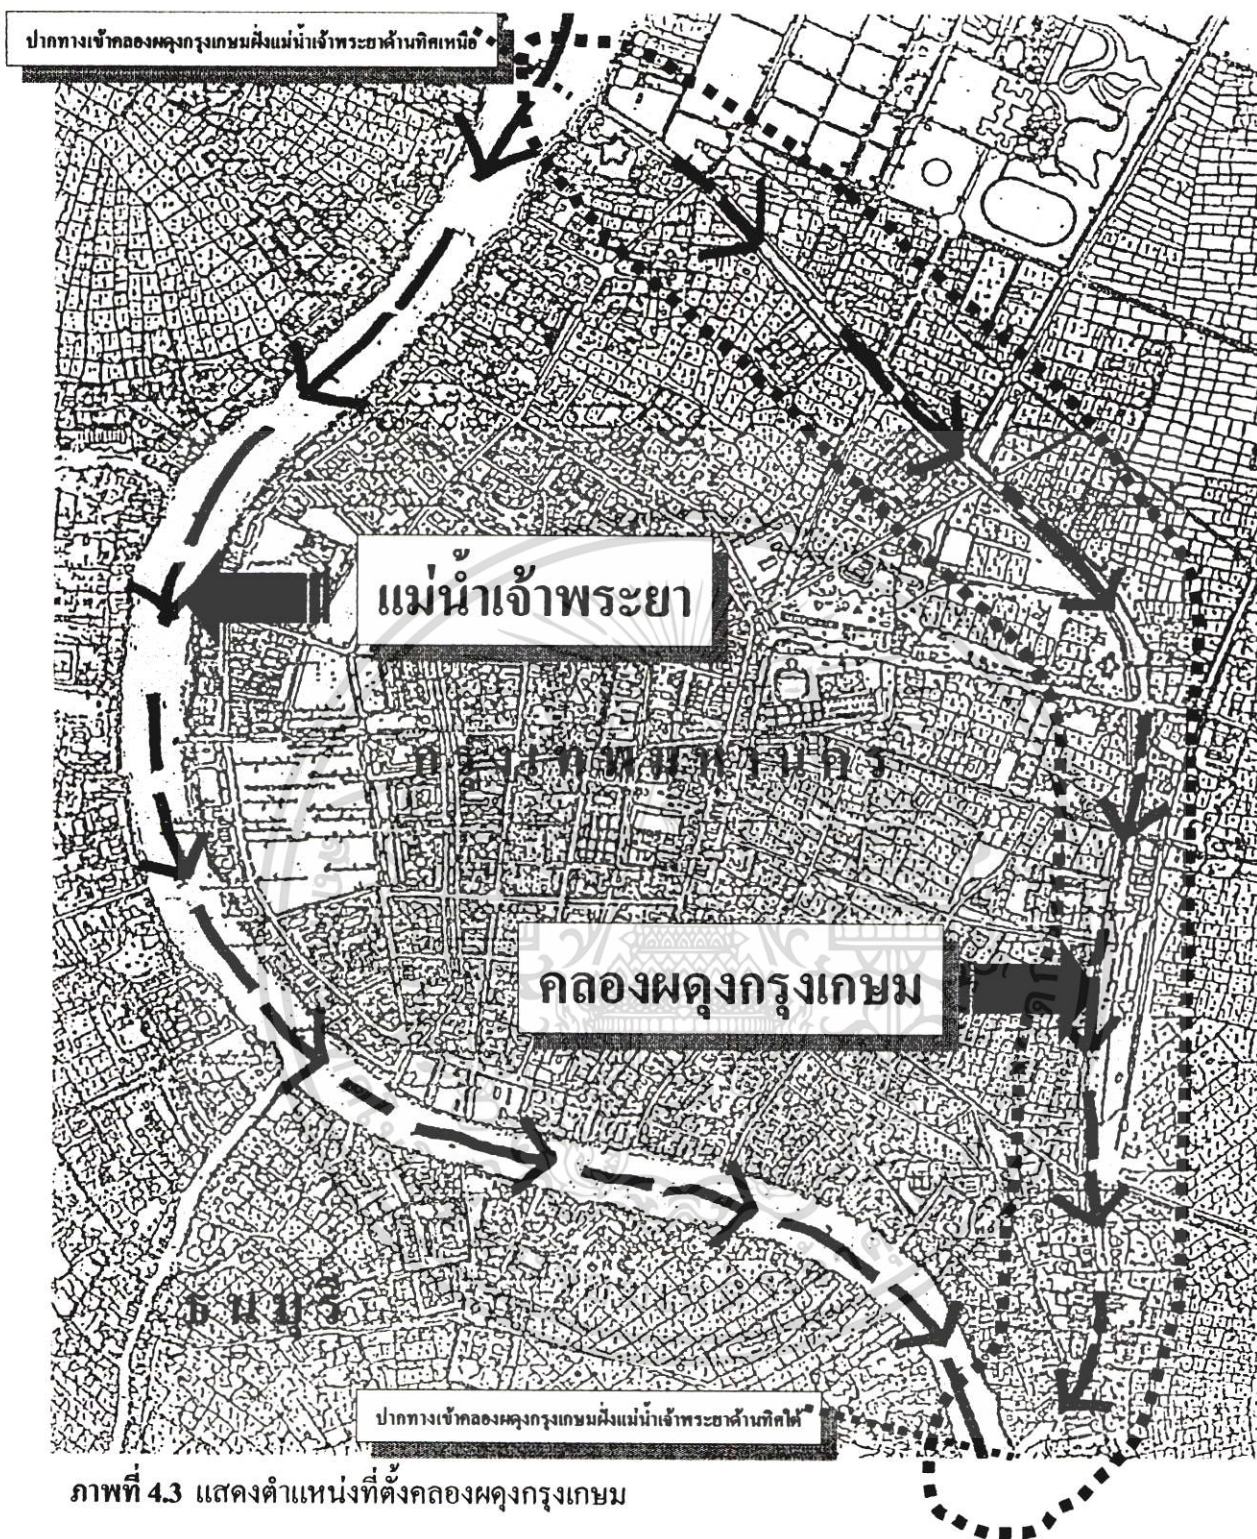 ปากทางเข้าคลองผดุงกรุงเกษมฝั่งแม่น้ำเจ้าพระยาด้านทิศเหนือ
แม่น้ำเจ้าพระยา
กรุงเทพมหานคร
คลองผดุงกรุงเกษม
ธนบุรี
ปากทางเข้าคลองผดุงกรุงเกษมฝั่งแม่น้ำเจ้าพระยาด้านทิศใต้
ภาพที่ 4.3 แสดงตำแหน่งที่ตั้งคลองผดุงกรุงเกษม